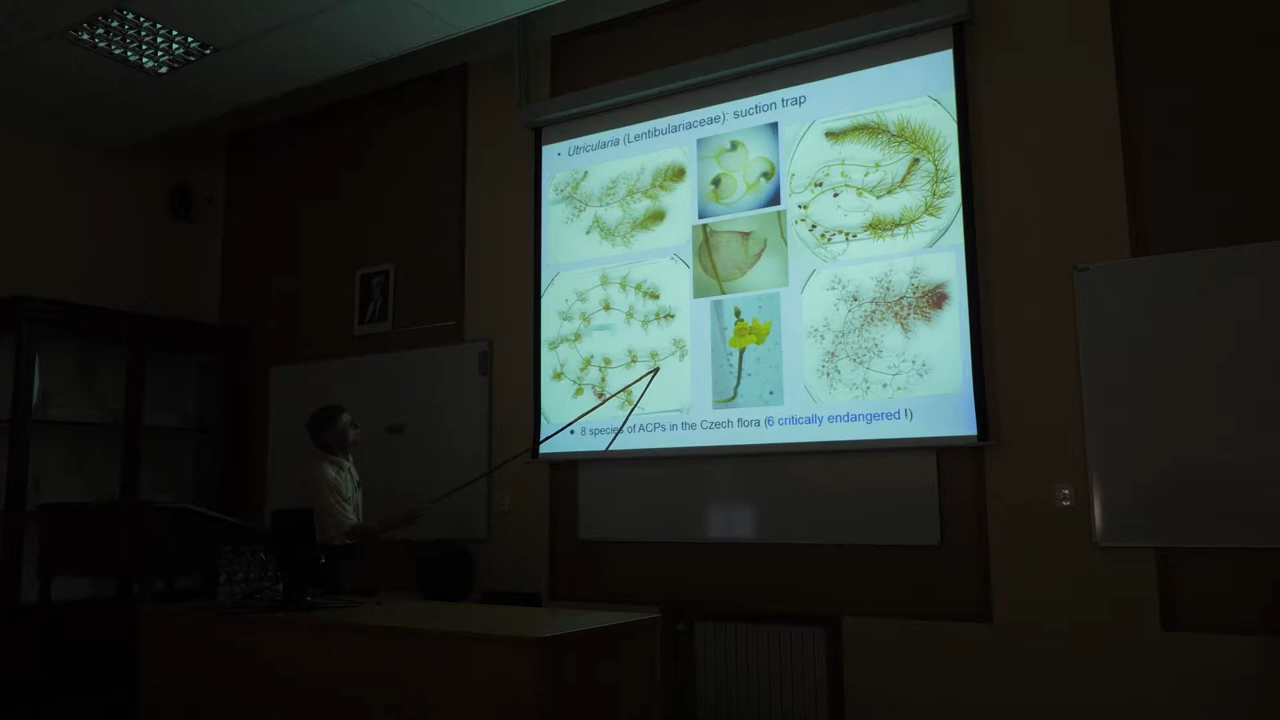 • Utricularia (Lentibulariaceae): suction trap
• 8 species of ACPs in the Czech flora (6 critically endangered !)